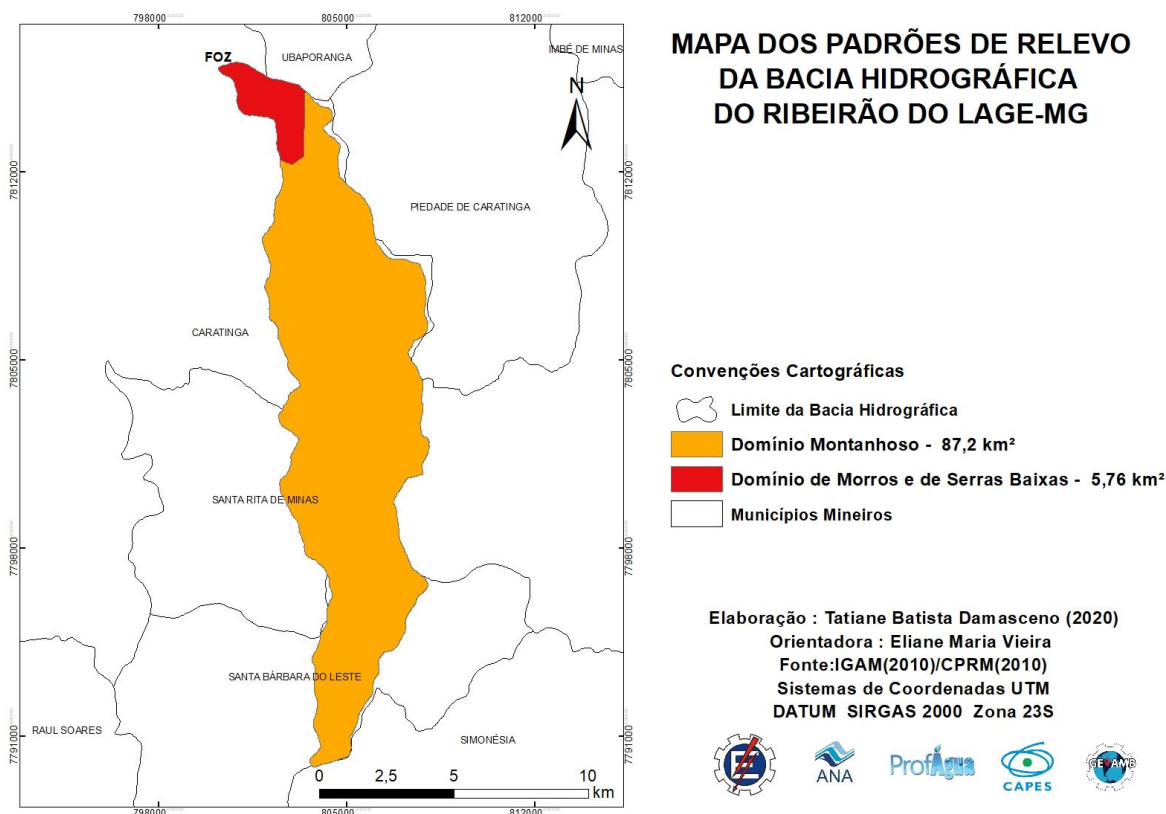 798000
805000
812000
FOZ
UBAPORANGA
IMBÉ DE MINAS
N
7812000
7812000
PIEDADE DE CARATINGA
CARATINGA
7805000
7805000
SANTA RITA DE MINAS
7798000
7798000
SANTA BÁRBARA DO LESTE
RAUL SOARES
SIMONÉSIA
7791000
7791000
0
2,5
5
10
km
798000
805000
812000
MAPA DOS PADRÕES DE RELEVO
DA BACIA HIDROGRÁFICA
DO RIBEIRÃO DO LAGE-MG
Convenções Cartográficas
Limite da Bacia Hidrográfica
Domínio Montanhoso - 87,2 km²
Domínio de Morros e de Serras Baixas - 5,76 km²
Municípios Mineiros
Elaboração : Tatiane Batista Damasceno (2020)
Orientadora : Eliane Maria Vieira
Fonte:IGAM(2010)/CPRM(2010)
Sistemas de Coordenadas UTM
DATUM SIRGAS 2000 Zona 23S
ANA
ProfÁgua
CAPES